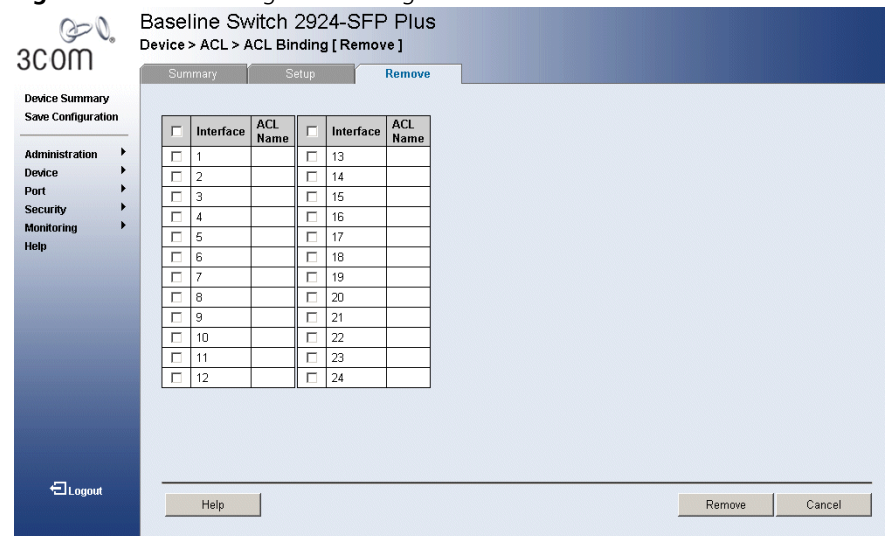 Baseline Switch 2924-SFP Plus
Device > ACL > ACL Binding [ Remove ]
3COM
Summary Setup Remove
Device Summary
Save Configuration
Administration
Device
Port
Security
Monitoring
Help
Interface ACL Name Interface ACL Name
1 13
2 14
3 15
4 16
5 17
6 18
7 19
8 20
9 21
10 22
11 23
12 24
Logout
Help Remove Cancel